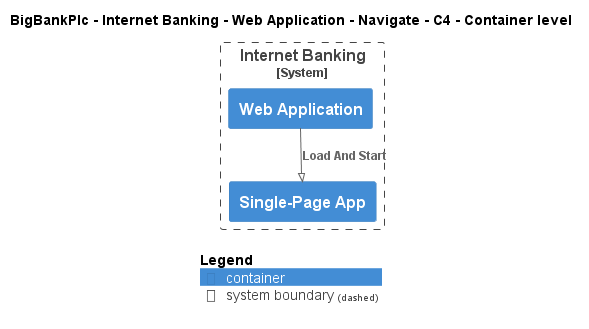 BigBankPlc - Internet Banking - Web Application - Navigate - C4 - Container level
Internet Banking
[System]
Web Application
Load And Start
Single-Page App
Legend
container
system boundary (dashed)